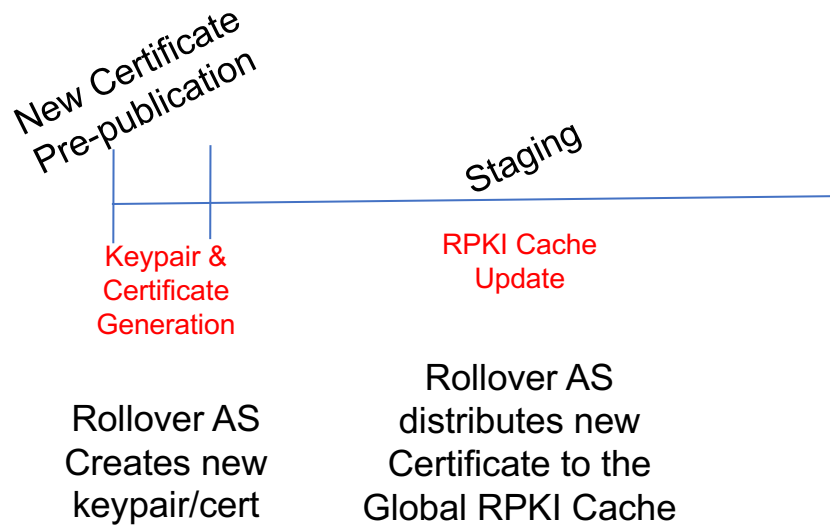 New Certificate
Pre-publication
Staging
Keypair &
Certificate
Generation
RPKI Cache
Update
Rollover AS
Creates new
keypair/cert
Rollover AS
distributes new
Certificate to the
Global RPKI Cache